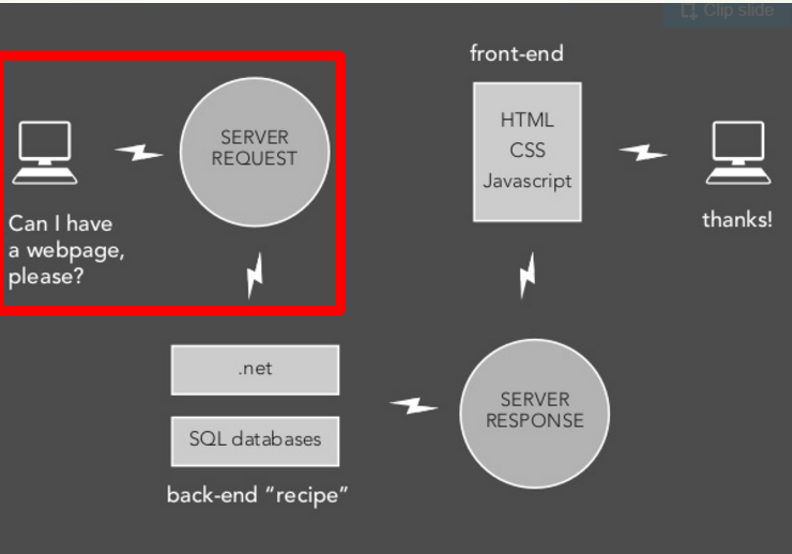 Clip slide
SERVER
REQUEST
Can I have
a webpage,
please?
front-end
HTML
CSS
Javascript
thanks!
.net
SQL databases
back-end “recipe”
SERVER
RESPONSE